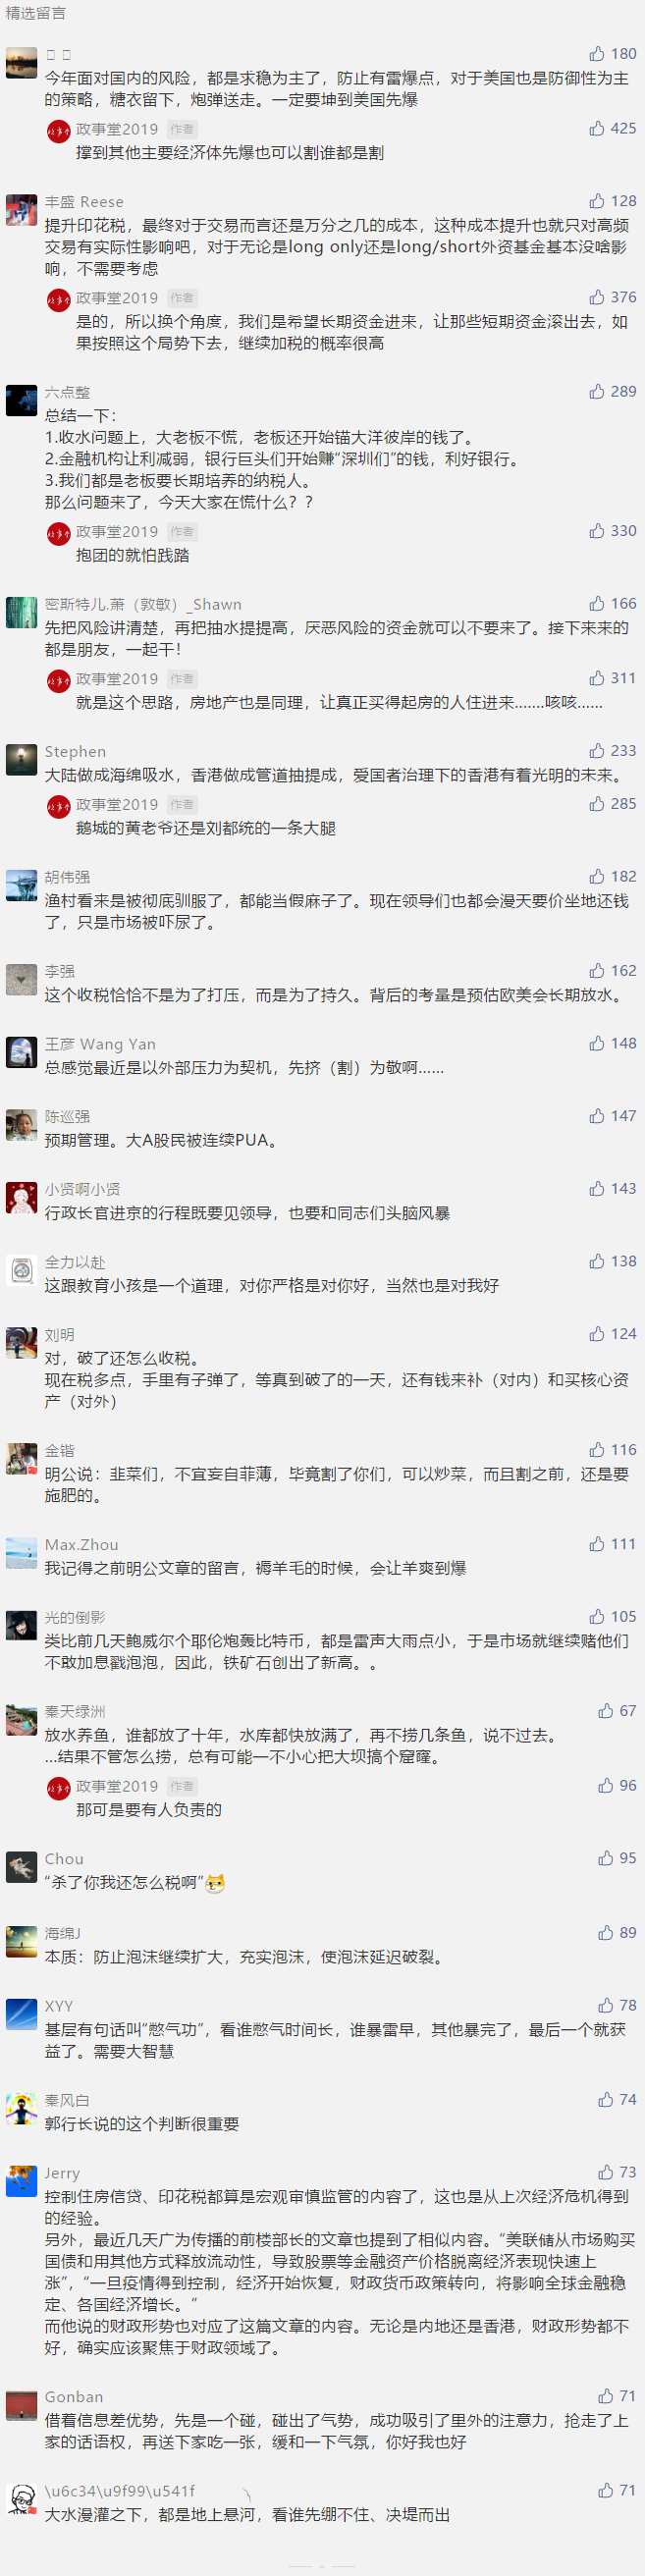 精选留言
180
今年面对国内的风险，都是求稳为主了，防止有雷爆点，对于美国也是防御性为主
的策略，糖衣留下，炮弹送走。一定要坤到美国先爆
政事堂2019 作者 425
撑到其他主要经济体先爆也可以割谁都是割
丰盛 Reese 128
提升印花税，最终对于交易而言还是万分之几的成本，这种成本提升也就只对高频
交易有实际性影响吧，对于无论是long only还是long/short外资基金基本没啥影
响，不需要考虑
政事堂2019 作者 376
是的，所以换个角度，我们是希望长期资金进来，让那些短期资金滚出去，如
果按照这个局势下去，继续加税的概率很高
六点整 289
总结一下：
1.收水问题上，大老板不慌，老板还开始锚大洋彼岸的钱了。
2.金融机构让利减弱，银行巨头们开始赚“深圳们”的钱，利好银行。
3.我们都是老板要长期培养的纳税人。
那么问题来了，今天大家在慌什么？？
政事堂2019 作者 330
抱团的就怕践踏
密斯特儿.萧（敦敏）_Shawn 166
先把风险讲清楚，再把抽水提提高，厌恶风险的资金就可以不要来了。接下来来的
都是朋友，一起干！
政事堂2019 作者 311
就是这个思路，房地产也是同理，让真正买得起房的人住进来.......咳咳......
Stephen 233
大陆做成海绵吸水，香港做成管道抽提成，爱国者治理下的香港有着光明的未来。
政事堂2019 作者 285
鹅城的黄老爷还是刘都统的一条大腿
胡伟强 182
渔村看来是被彻底驯服了，都能当假麻子了。现在领导们也都会漫天要价坐地还钱
了，只是市场被吓尿了。
李强 162
这个收税恰恰不是为了打压，而是为了持久。背后的考量是预估欧美会长期放水。
王彦 Wang Yan 148
总感觉最近是以外部压力为契机，先挤（割）为敬啊......
陈巡强 147
预期管理。大A股民被连续PUA。
小贤啊小贤 143
行政长官进京的行程既要见领导，也要和同志们头脑风暴
全力以赴 138
这跟教育小孩是一个道理，对你严格是对你好，当然也是对我好
刘明 124
对，破了还怎么收税。
现在税多点，手里有子弹了，等真到破了的一天，还有钱来补（对内）和买核心资
产（对外）
金锴 116
明公说：韭菜们，不宜妄自菲薄，毕竟割了你们，可以炒菜，而且割之前，还是要
施肥的。
Max.Zhou 111
我记得之前明公文章的留言，褥羊毛的时候，会让羊爽到爆
光的倒影 105
类比前几天鲍威尔个耶伦炮轰比特币，都是雷声大雨点小，于是市场就继续赌他们
不敢加息戳泡泡，因此，铁矿石创出了新高。。
秦天绿洲 67
放水养鱼，谁都放了十年，水库都快放满了，再不捞几条鱼，说不过去。
...结果不管怎么捞，总有可能一不小心把大坝搞个窟窿。
政事堂2019 作者 96
那可是要有人负责的
Chou 95
“杀了你我还怎么税啊”
海绵J 89
本质：防止泡沫继续扩大，充实泡沫，使泡沫延迟破裂。
XYY 78
基层有句话叫“憋气功”，看谁憋气时间长，谁暴雷早，其他暴完了，最后一个就获
益了。需要大智慧
秦风白 74
郭行长说的这个判断很重要
Jerry 73
控制住房信贷、印花税都算是宏观审慎监管的内容了，这也是从上次经济危机得到
的经验。
另外，最近几天广为传播的前楼部长的文章也提到了相似内容。“美联储从市场购买
国债和用其他方式释放流动性，导致股票等金融资产价格脱离经济表现快速上
涨”，“一旦疫情得到控制，经济开始恢复，财政货币政策转向，将影响全球金融稳
定、各国经济增长。”
而他说的财政形势也对应了这篇文章的内容。无论是内地还是香港，财政形势都不
好，确实应该聚焦于财政领域了。
Gonban 71
借着信息差优势，先是一个碰，碰出了气势，成功吸引了里外的注意力，抢走了上
家的话语权，再送下家吃一张，缓和一下气氛，你好我也好
\u6c34\u9f99\u541f 71
大水漫灌之下，都是地上悬河，看谁先绷不住、决堤而出